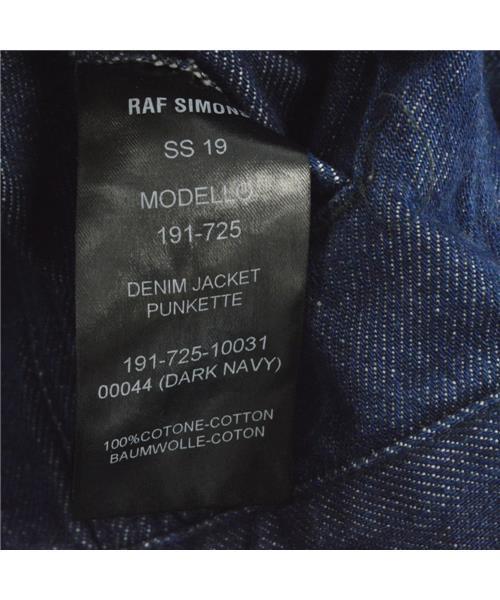 RAF SIMONS
SS 19
MODELLO
191-725
DENIM JACKET
PUNKETTE
191-725-10031
00044 (DARK NAVY)
100%COTONE-COTTON
BAUMWOLLE-COTON